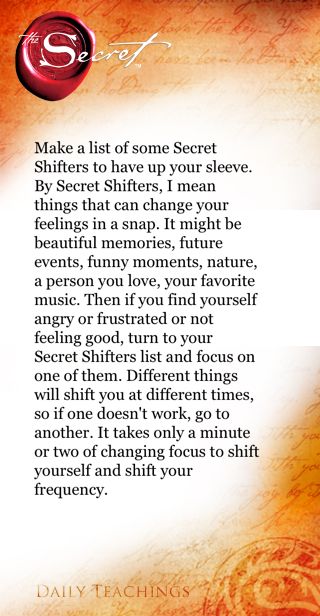 the Secret™
Make a list of some Secret
Shifters to have up your sleeve.
By Secret Shifters, I mean
things that can change your
feelings in a snap. It might be
beautiful memories, future
events, funny moments, nature,
a person you love, your favorite
music. Then if you find yourself
angry or frustrated or not
feeling good, turn to your
Secret Shifters list and focus on
one of them. Different things
will shift you at different times,
so if one doesn't work, go to
another. It takes only a minute
or two of changing focus to shift
yourself and shift your
frequency.
DAILY TEACHINGS